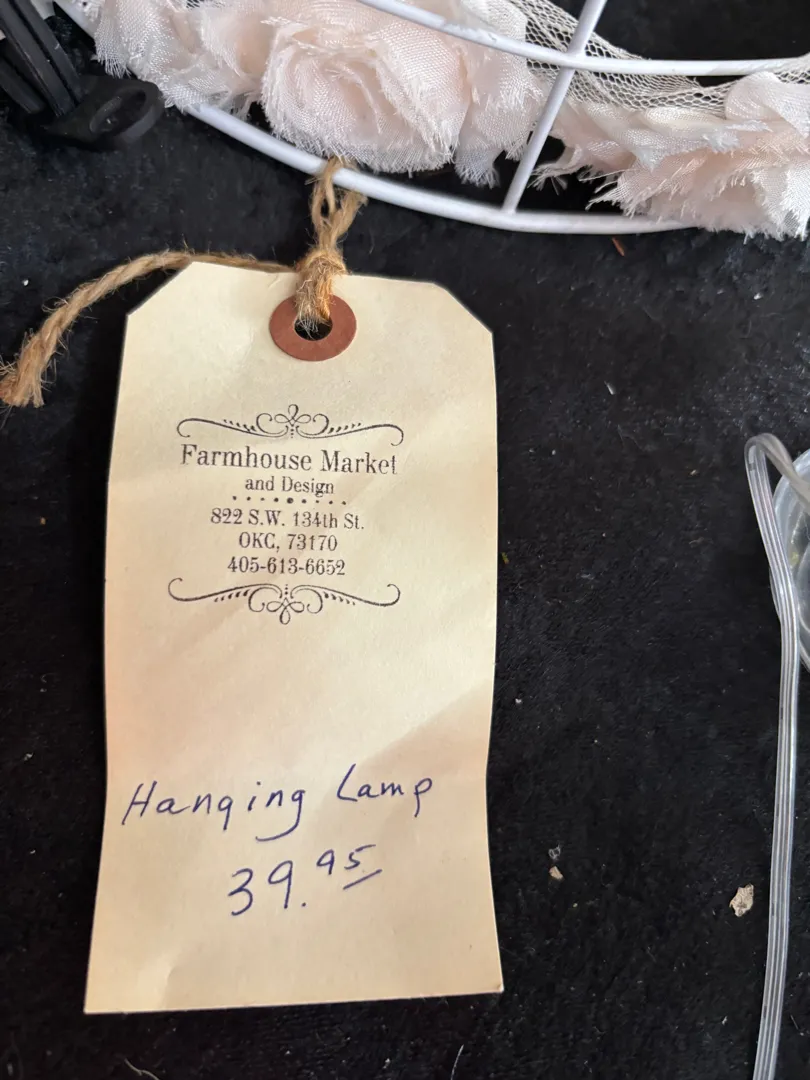 Farmhouse Market
and Design
822 S.W. 134th St.
OKC, 73170
405-613-6652
Hanging Lamp
39.95